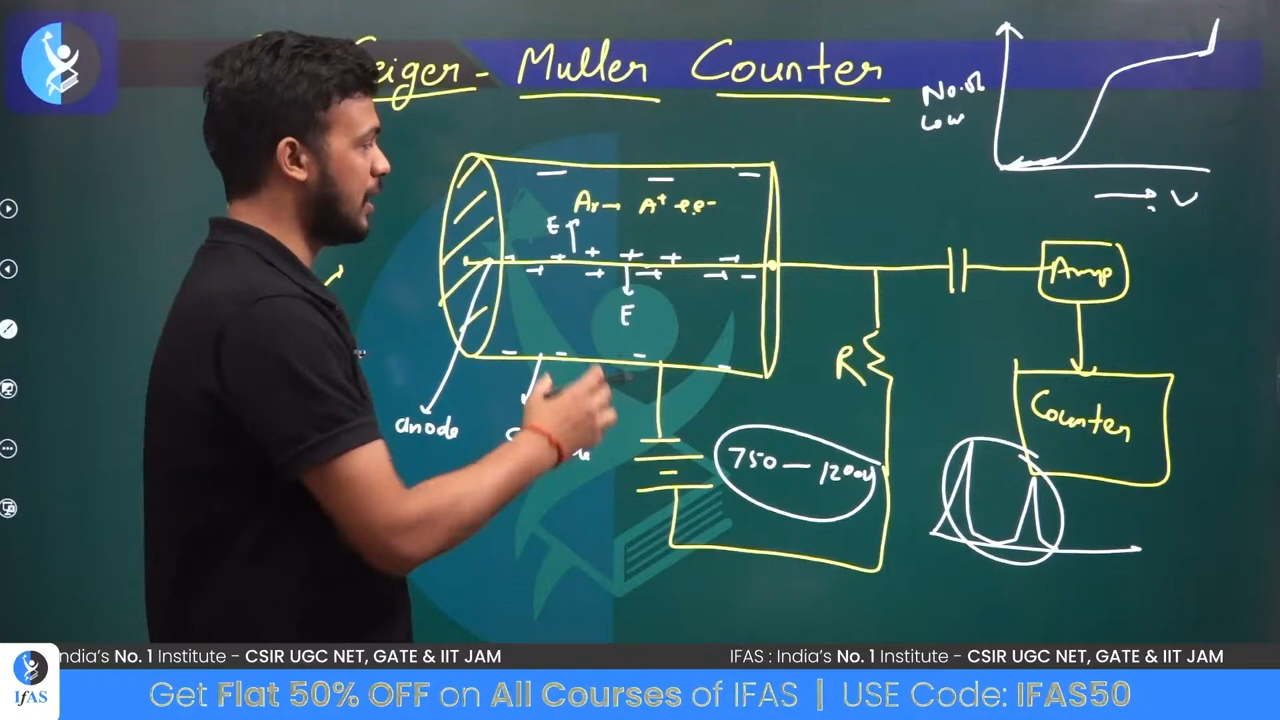 Geiger - Muller Counter
No. of
Low
V
Ar → A⁺ e e⁻
E
E
Amp
R
Counter
anode
750 — 1200V
IFAS
India's No. 1 Institute - CSIR UGC NET, GATE & IIT JAM
IFAS : India's No. 1 Institute - CSIR UGC NET, GATE & IIT JAM
Get Flat 50% OFF on All Courses of IFAS | USE Code: IFAS50